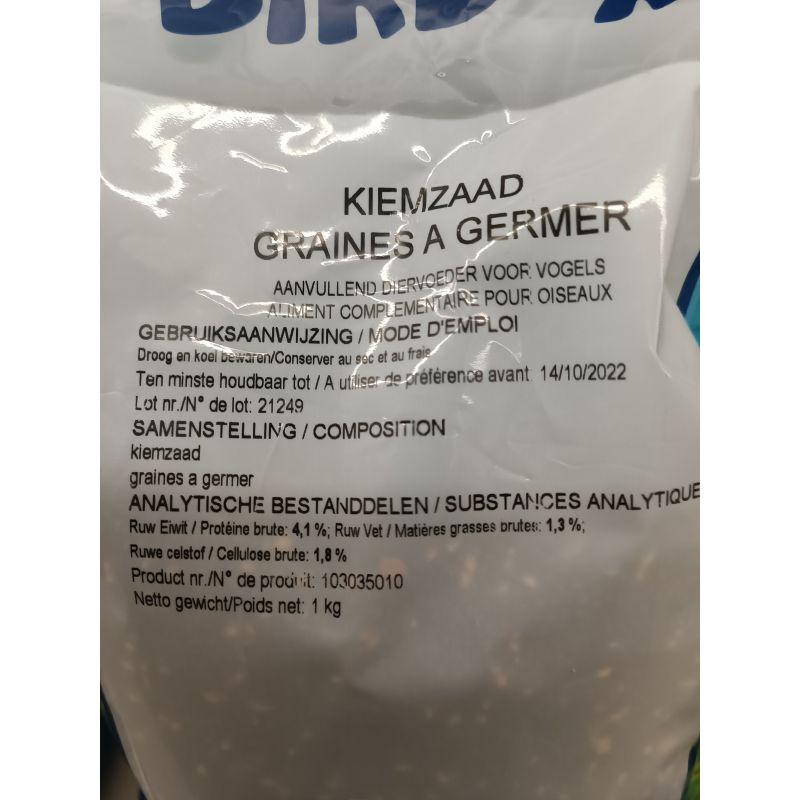 BIRD
KIEMZAAD
GRAINES A GERMER
AANVULLEND DIERVOEDER VOOR VOGELS
ALIMENT COMPLEMENTAIRE POUR OISEAUX
GEBRUIKSAANWIJZING / MODE D'EMPLOI
Droog en koel bewaren/Conserver au sec et au frais
Ten minste houdbaar tot / A utiliser de préférence avant: 14/10/2022
Lot nr./N° de lot: 21249
SAMENSTELLING / COMPOSITION
kiemzaad
graines a germer
ANALYTISCHE BESTANDDELEN / SUBSTANCES ANALYTIQUE
Ruw Eiwit / Protéine brute: 4,1 %; Ruw Vet / Matières grasses brutes: 1,3 %;
Ruwe celstof / Cellulose brute: 1,8 %
Product nr./N° de produit: 103035010
Netto gewicht/Poids net: 1 kg